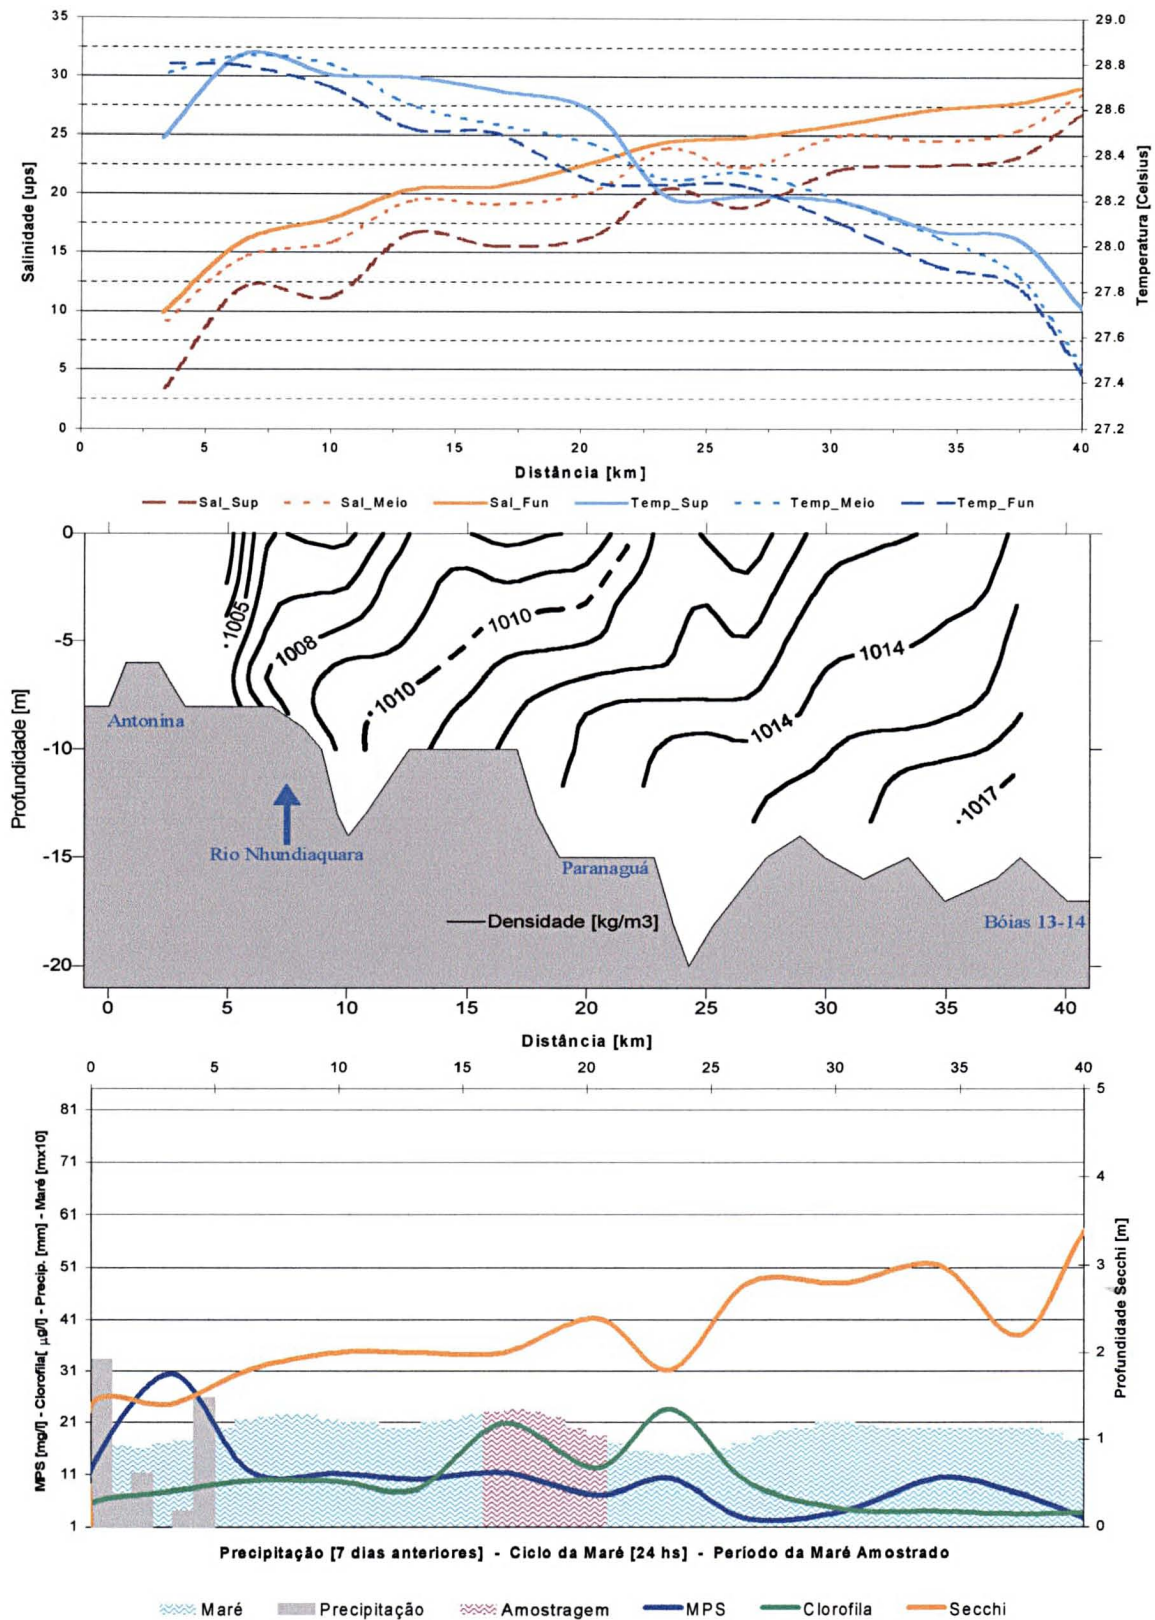 35
30
25
20
15
10
5
0
Salinidade [ups]
29.0
28.8
28.6
28.4
28.2
28.0
27.8
27.6
27.4
27.2
Temperatura [Celsius]
0 5 10 15 20 25 30 35 40
Distância [km]
Sal_Sup Sal_Meio Sal_Fun Temp_Sup Temp_Meio Temp_Fun
0
-5
-10
-15
-20
Profundidade [m]
1005
1008
1010
1010
1014
1014
1017
Antonina
Rio Nhundiaquara
Paranaguá
Bóias 13-14
Densidade [kg/m3]
0 5 10 15 20 25 30 35 40
Distância [km]
0 5 10 15 20 25 30 35 40
81
71
61
51
41
31
21
11
1
MPS [mg/l] - Clorofila[ µg/l] - Precip. [mm] - Maré [mx10]
5
4
3
2
1
0
Profundidade Secchi [m]
Precipitação [7 dias anteriores] - Ciclo da Maré [24 hs] - Período da Maré Amostrado
Maré Precipitação Amostragem MPS Clorofila Secchi